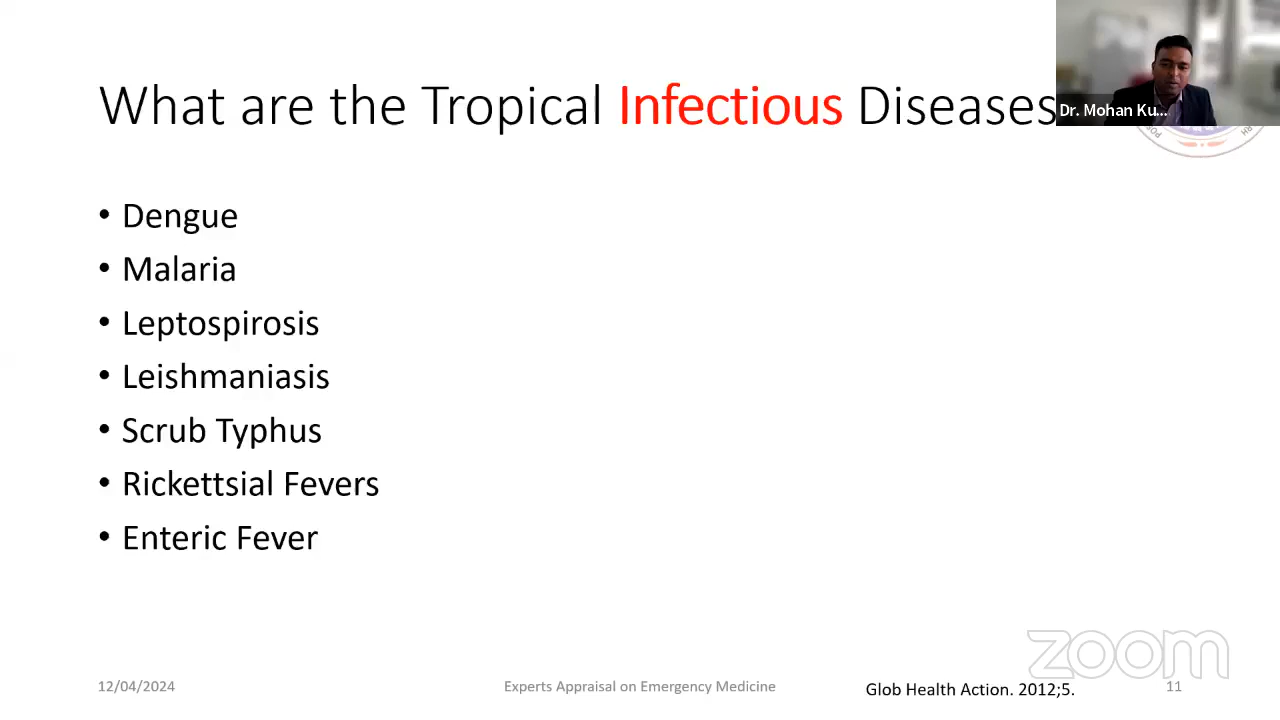 What are the Tropical Infectious Diseases
Dr. Mohan Ku...
• Dengue
• Malaria
• Leptospirosis
• Leishmaniasis
• Scrub Typhus
• Rickettsial Fevers
• Enteric Fever
zoom
12/04/2024
Experts Appraisal on Emergency Medicine
Glob Health Action. 2012;5.
11